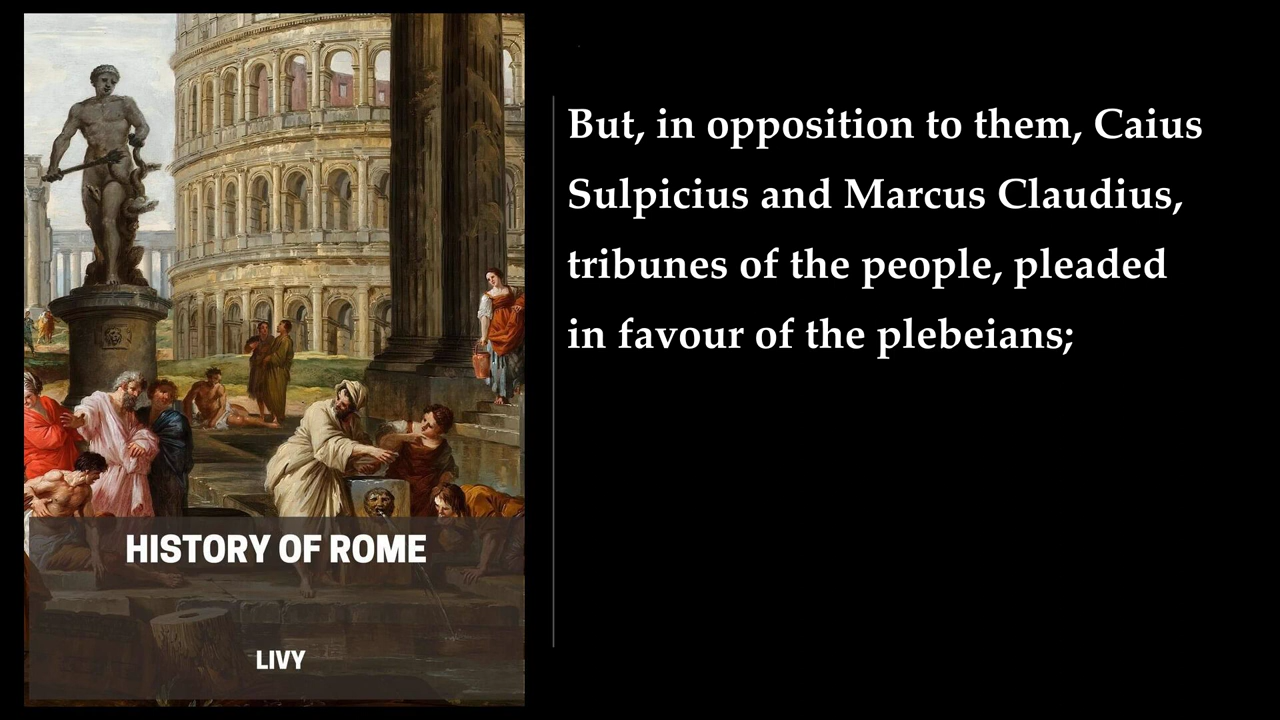 But, in opposition to them, Caius
Sulpicius and Marcus Claudius,
tribunes of the people, pleaded
in favour of the plebeians;
HISTORY OF ROME
LIVY